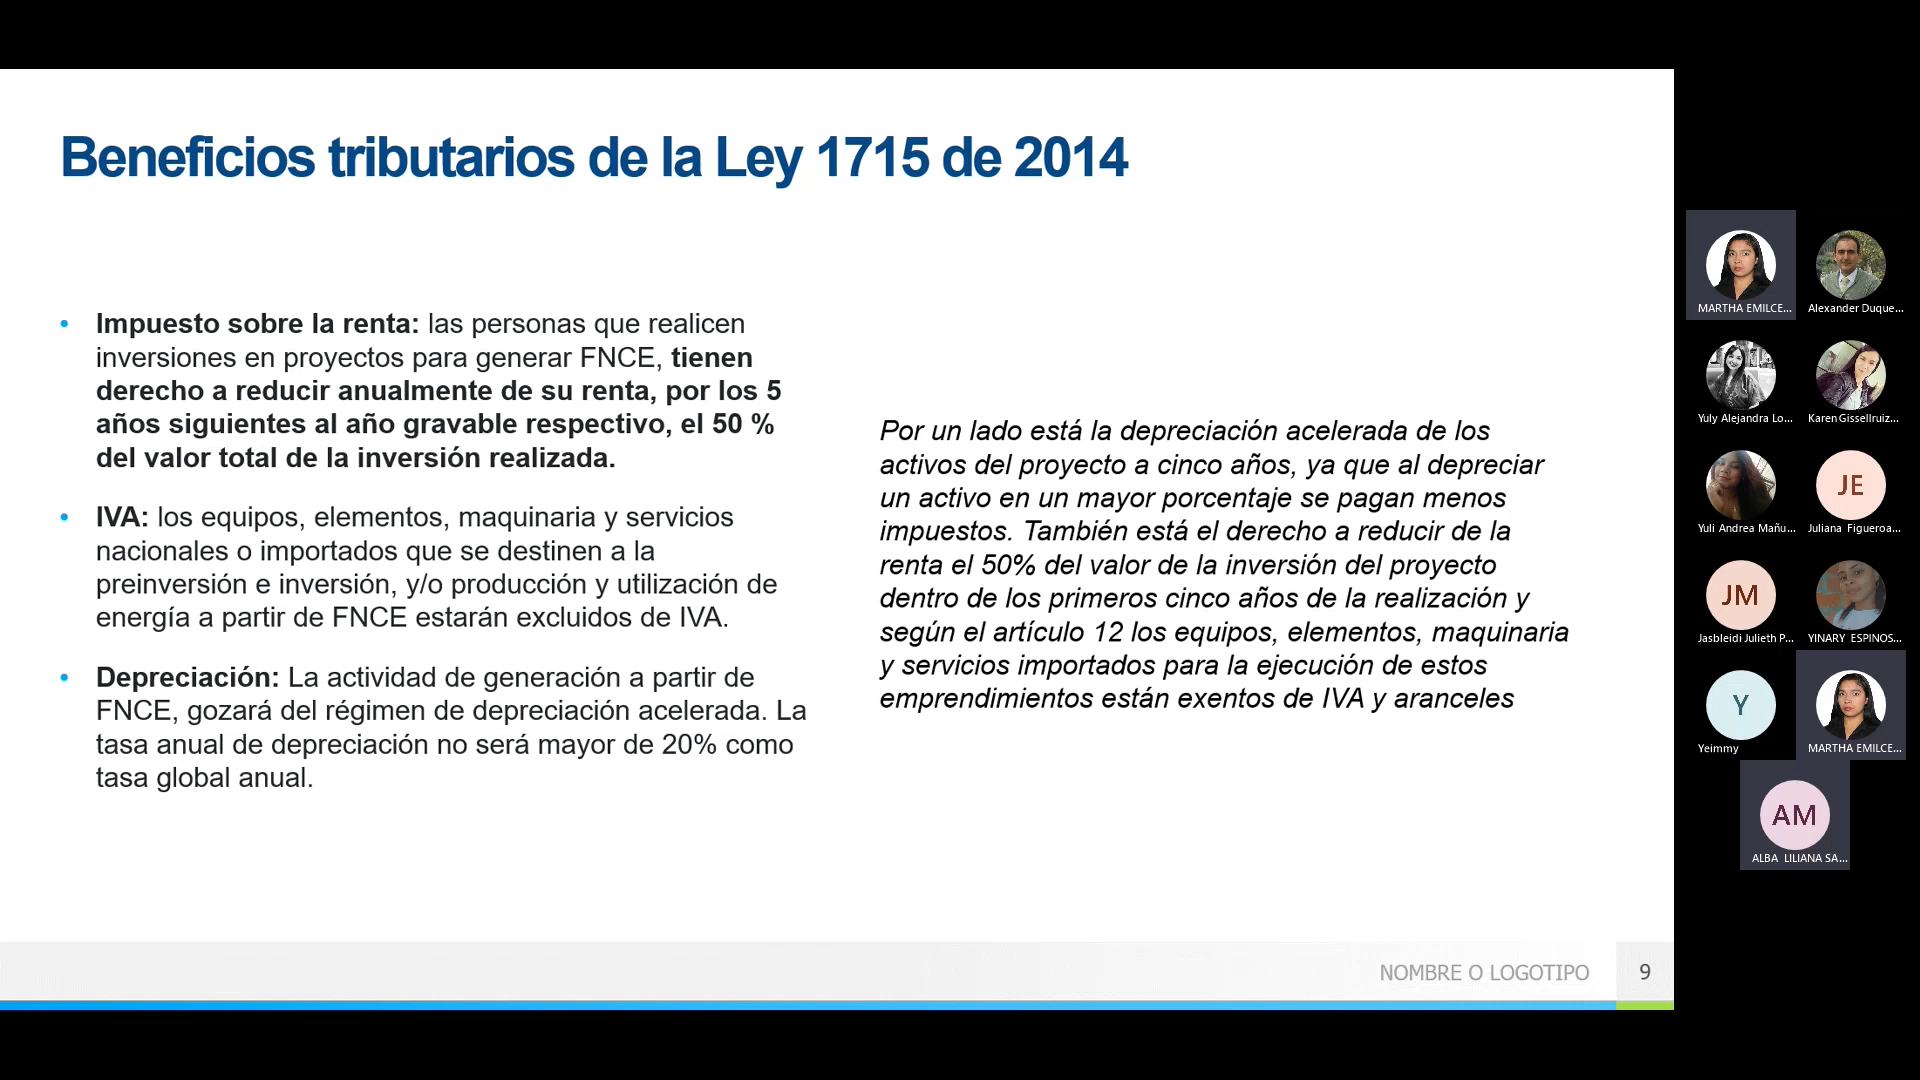 Beneficios tributarios de la Ley 1715 de 2014
• Impuesto sobre la renta: las personas que realicen
inversiones en proyectos para generar FNCE, tienen
derecho a reducir anualmente de su renta, por los 5
años siguientes al año gravable respectivo, el 50 %
del valor total de la inversión realizada.
• IVA: los equipos, elementos, maquinaria y servicios
nacionales o importados que se destinen a la
preinversión e inversión, y/o producción y utilización de
energía a partir de FNCE estarán excluidos de IVA.
• Depreciación: La actividad de generación a partir de
FNCE, gozará del régimen de depreciación acelerada. La
tasa anual de depreciación no será mayor de 20% como
tasa global anual.
Por un lado está la depreciación acelerada de los
activos del proyecto a cinco años, ya que al depreciar
un activo en un mayor porcentaje se pagan menos
impuestos. También está el derecho a reducir de la
renta el 50% del valor de la inversión del proyecto
dentro de los primeros cinco años de la realización y
según el artículo 12 los equipos, elementos, maquinaria
y servicios importados para la ejecución de estos
emprendimientos están exentos de IVA y aranceles
NOMBRE O LOGOTIPO
9
MARTHA EMILCE...
Alexander Duque...
Yuly Alejandra Lo...
Karen Gissellruiz...
Yuli Andrea Mañu...
JE
Juliana Figueroa...
JM
Jasbleidi Julieth P...
YINARY ESPINOS...
Y
Yeimmy
MARTHA EMILCE...
AM
ALBA LILIANA SA...